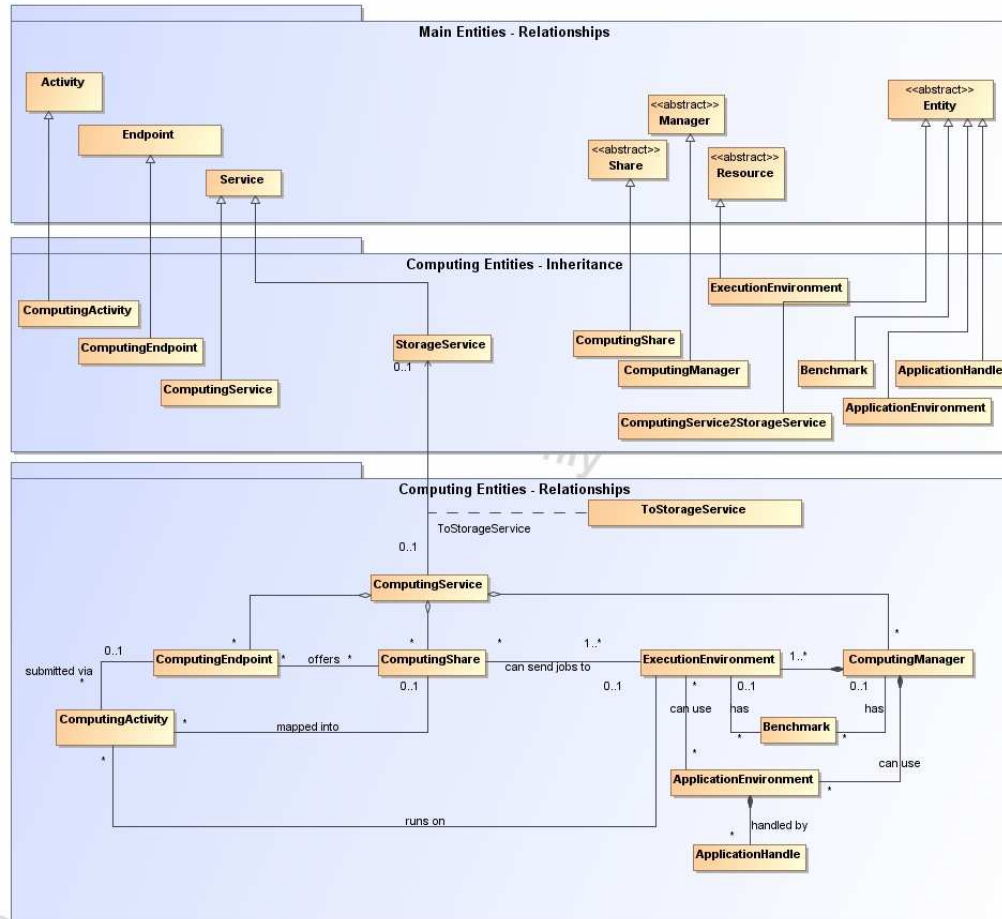 Main Entities - Relationships
Activity
Endpoint
Service
<<abstract>>
Manager
<<abstract>>
Share
<<abstract>>
Resource
<<abstract>>
Entity
Computing Entities - Inheritance
ComputingActivity
ComputingEndpoint
ComputingService
StorageService
0..1
ComputingShare
ComputingManager
ExecutionEnvironment
ComputingService2StorageService
Benchmark
ApplicationHandle
ApplicationEnvironment
my
Computing Entities - Relationships
ToStorageService
ToStorageService
0..1
ComputingService
0..1
*
*
*
1..*
*
submitted via
*
ComputingEndpoint
*
offers
*
ComputingShare
can send jobs to
ExecutionEnvironment
1..*
ComputingManager
0..1
0..1
*
0..1
0..1
can use
has
has
ComputingActivity
*
mapped into
*
Benchmark
*
*
*
can use
ApplicationEnvironment
*
runs on
*
handled by
ApplicationHandle